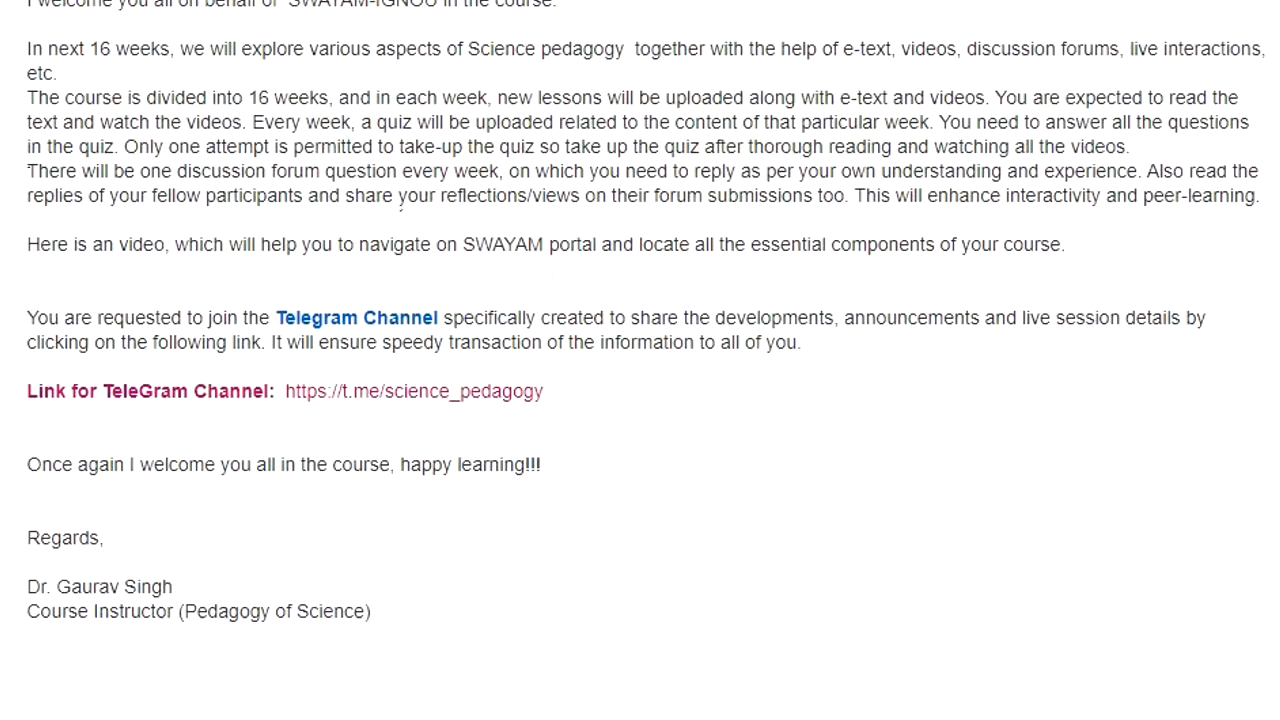 I welcome you all on behalf of SWAYAM-IGNOU in the course.
In next 16 weeks, we will explore various aspects of Science pedagogy together with the help of e-text, videos, discussion forums, live interactions,
etc.
The course is divided into 16 weeks, and in each week, new lessons will be uploaded along with e-text and videos. You are expected to read the
text and watch the videos. Every week, a quiz will be uploaded related to the content of that particular week. You need to answer all the questions
in the quiz. Only one attempt is permitted to take-up the quiz so take up the quiz after thorough reading and watching all the videos.
There will be one discussion forum question every week, on which you need to reply as per your own understanding and experience. Also read the
replies of your fellow participants and share your reflections/views on their forum submissions too. This will enhance interactivity and peer-learning.
Here is an video, which will help you to navigate on SWAYAM portal and locate all the essential components of your course.
You are requested to join the Telegram Channel specifically created to share the developments, announcements and live session details by
clicking on the following link. It will ensure speedy transaction of the information to all of you.
Link for TeleGram Channel: https://t.me/science_pedagogy
Once again I welcome you all in the course, happy learning!!!
Regards,
Dr. Gaurav Singh
Course Instructor (Pedagogy of Science)